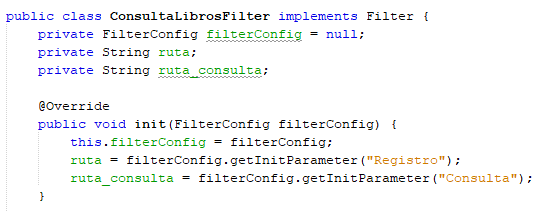 public class ConsultaLibrosFilter implements Filter {
    private FilterConfig filterConfig = null;
    private String ruta;
    private String ruta_consulta;

    @Override
    public void init(FilterConfig filterConfig) {
        this.filterConfig = filterConfig;
        ruta = filterConfig.getInitParameter("Registro");
        ruta_consulta = filterConfig.getInitParameter("Consulta");
    }